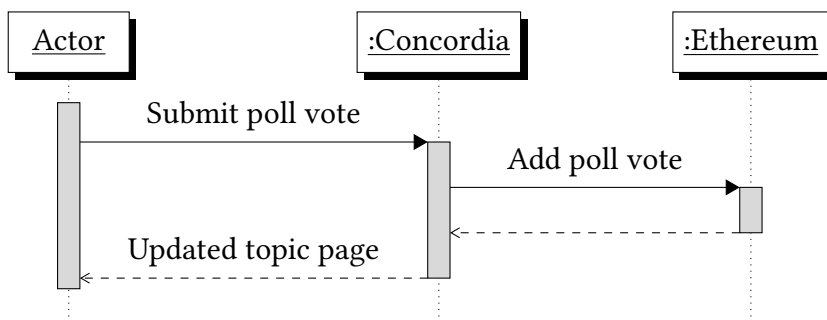 Actor
:Concordia
:Ethereum
Submit poll vote
Add poll vote
Updated topic page